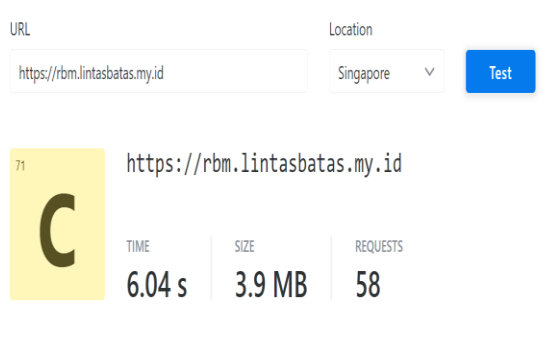 URL Location
https://rbm.lintasbatas.my.id Singapore Test
71
C
https://rbm.lintasbatas.my.id
TIME SIZE REQUESTS
6.04 s 3.9 MB 58